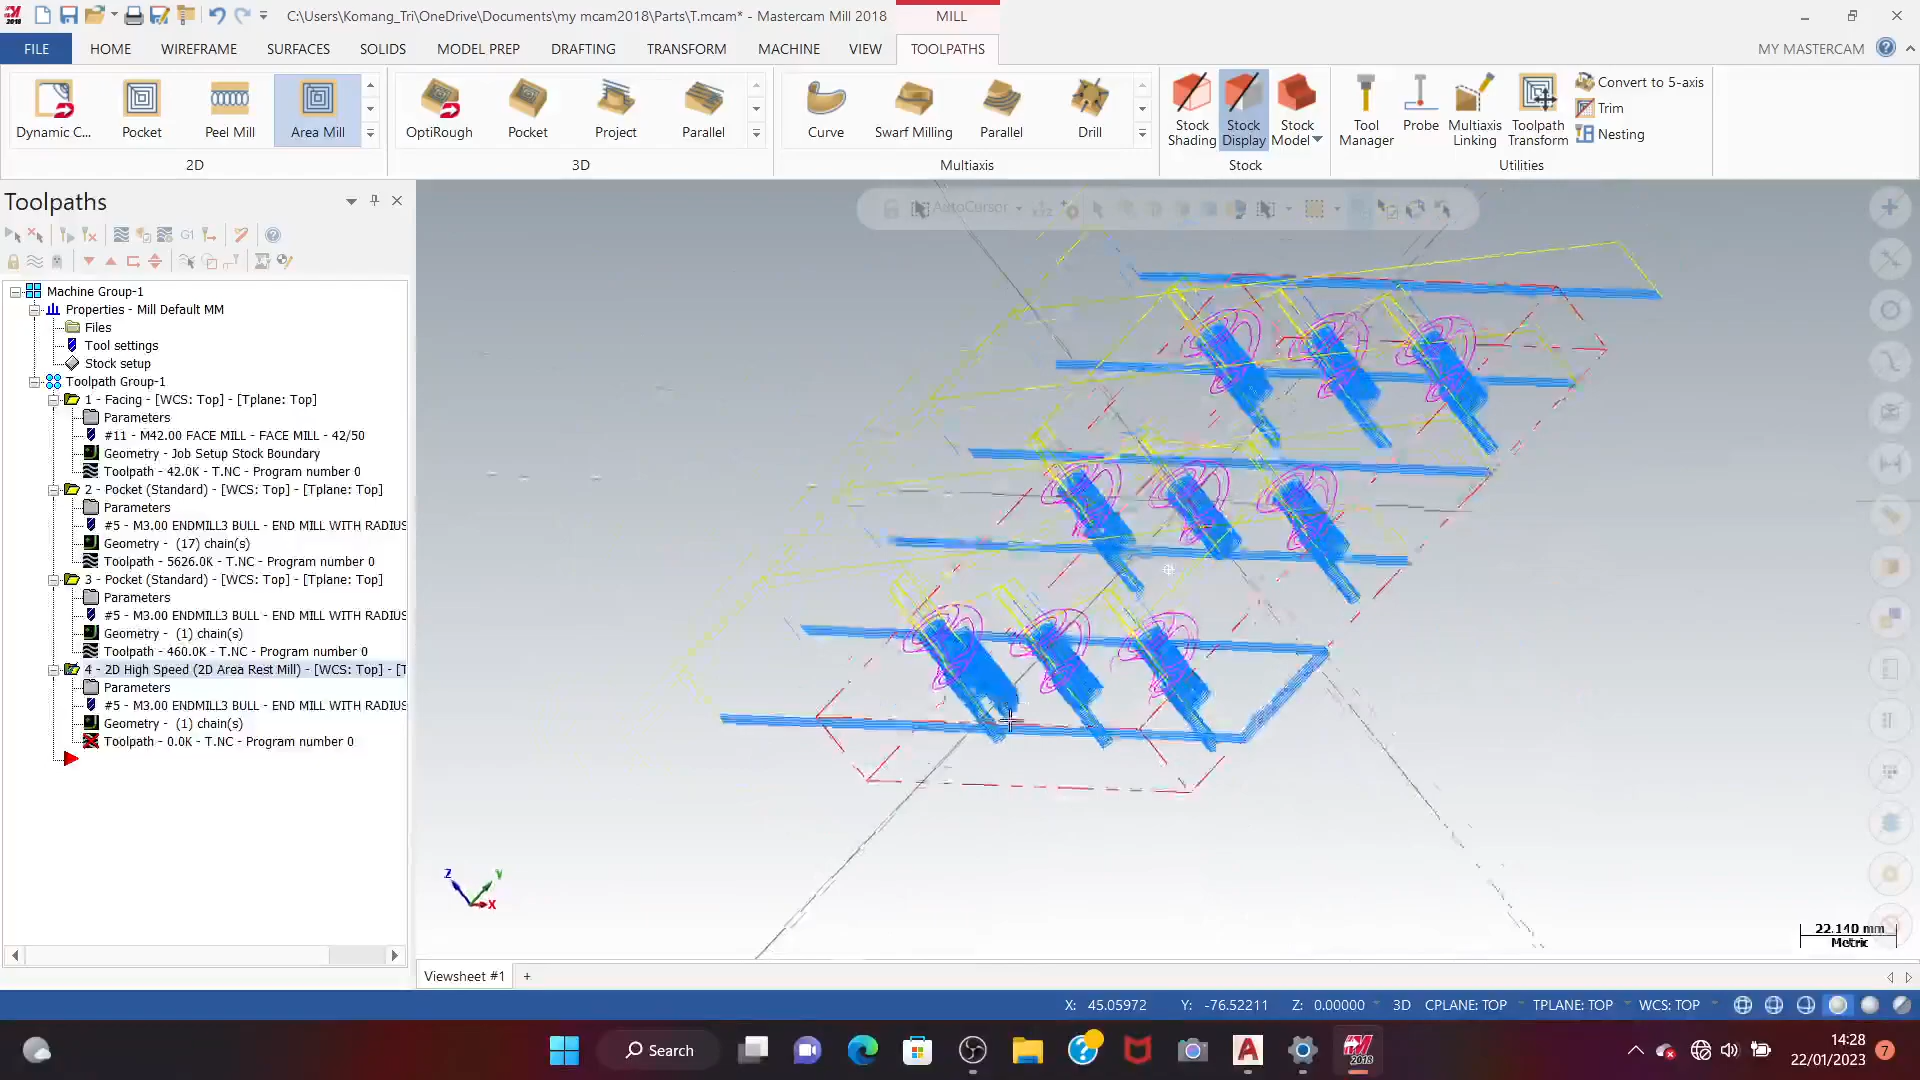 C:\Users\Komang_Tri\OneDrive\Documents\my mcam2018\Parts\T.mcam* - Mastercam Mill 2018
MILL
FILE HOME WIREFRAME SURFACES SOLIDS MODEL PREP DRAFTING TRANSFORM MACHINE VIEW TOOLPATHS MY MASTERCAM
Dynamic C... Pocket Peel Mill Area Mill
2D
OptiRough Pocket Project Parallel
3D
Curve Swarf Milling Parallel Drill
Multiaxis
Stock Shading
Stock Display
Stock Model
Stock
Tool Manager
Probe
Multiaxis Linking
Toolpath Transform
Convert to 5-axis
Trim
Nesting
Utilities
Toolpaths
G1
Machine Group-1
Properties - Mill Default MM
Files
Tool settings
Stock setup
Toolpath Group-1
1 - Facing - [WCS: Top] - [Tplane: Top]
Parameters
#11 - M42.00 FACE MILL - FACE MILL - 42/50
Geometry - Job Setup Stock Boundary
Toolpath - 42.0K - T.NC - Program number 0
2 - Pocket (Standard) - [WCS: Top] - [Tplane: Top]
Parameters
#5 - M3.00 ENDMILL3 BULL - END MILL WITH RADIUS
Geometry - (17) chain(s)
Toolpath - 5626.0K - T.NC - Program number 0
3 - Pocket (Standard) - [WCS: Top] - [Tplane: Top]
Parameters
#5 - M3.00 ENDMILL3 BULL - END MILL WITH RADIUS
Geometry - (1) chain(s)
Toolpath - 460.0K - T.NC - Program number 0
4 - 2D High Speed (2D Area Rest Mill) - [WCS: Top] - [T
Parameters
#5 - M3.00 ENDMILL3 BULL - END MILL WITH RADIUS
Geometry - (1) chain(s)
Toolpath - 0.0K - T.NC - Program number 0
AutoCursor
Z Y X
22.140 mm
Metric
Viewsheet #1 +
X: 45.05972 Y: -76.52211 Z: 0.00000 3D CPLANE: TOP TPLANE: TOP WCS: TOP
Search
2018
14:28
22/01/2023
7